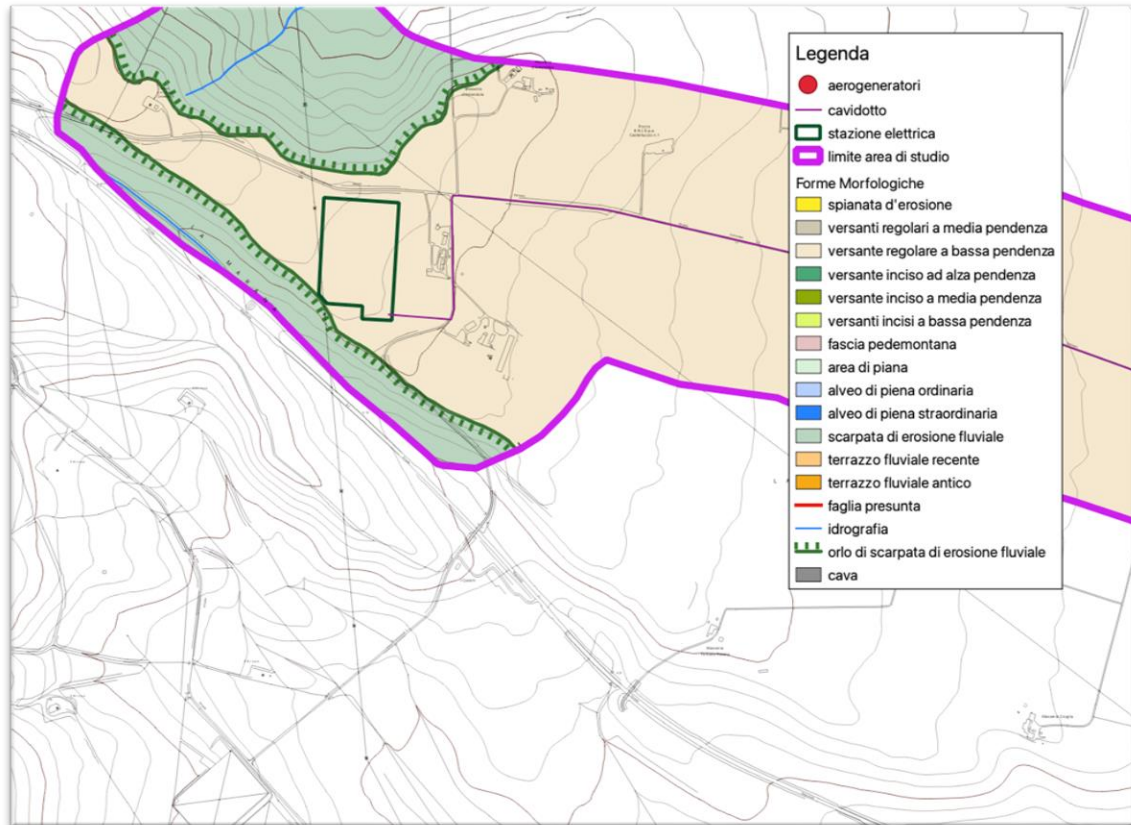 Legenda
aerogeneratori
cavidotto
stazione elettrica
limite area di studio
Forme Morfologiche
spianata d'erosione
versanti regolari a media pendenza
versante regolare a bassa pendenza
versante inciso ad alza pendenza
versante inciso a media pendenza
versanti incisi a bassa pendenza
fascia pedemontana
area di piana
alveo di piena ordinaria
alveo di piena straordinaria
scarpata di erosione fluviale
terrazzo fluviale recente
terrazzo fluviale antico
faglia presunta
idrografia
orlo di scarpata di erosione fluviale
cava